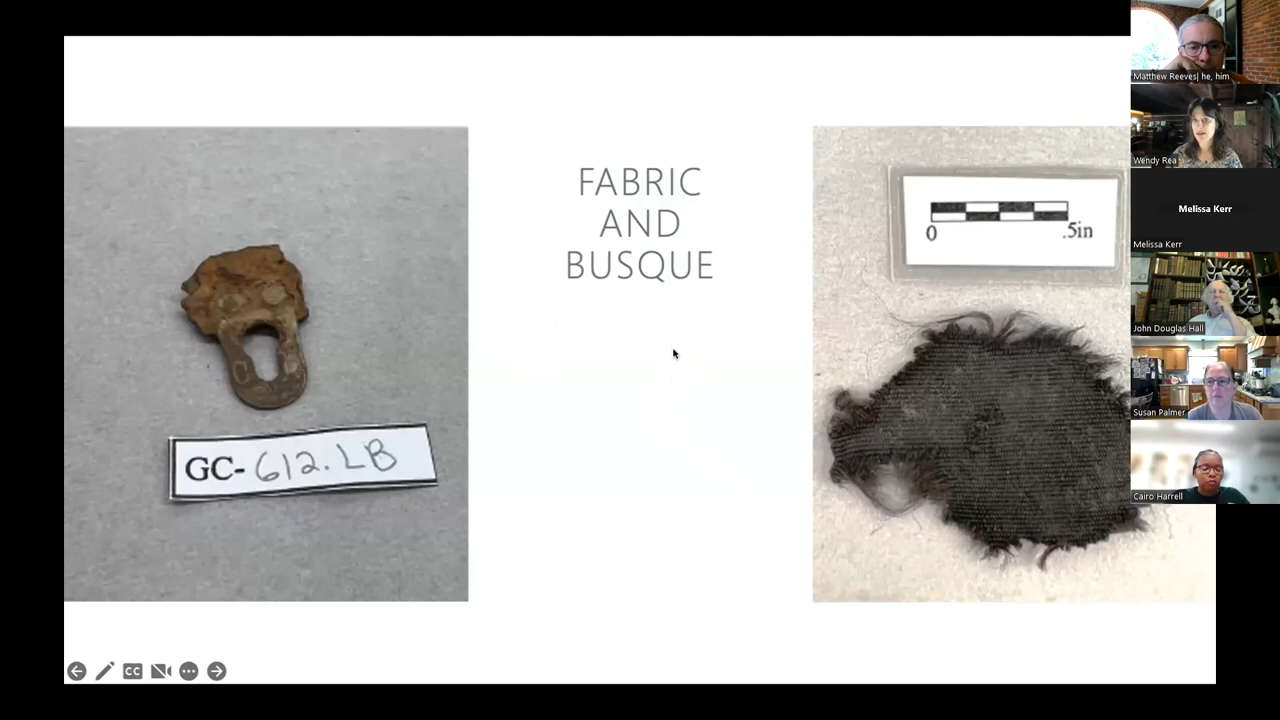 FABRIC
AND
BUSQUE
GC-612.LB
0 .5in
Matthew Reeves| he, him
Wendy Rea
Melissa Kerr
Melissa Kerr
John Douglas Hall
Susan Palmer
Cairo Harrell
CC